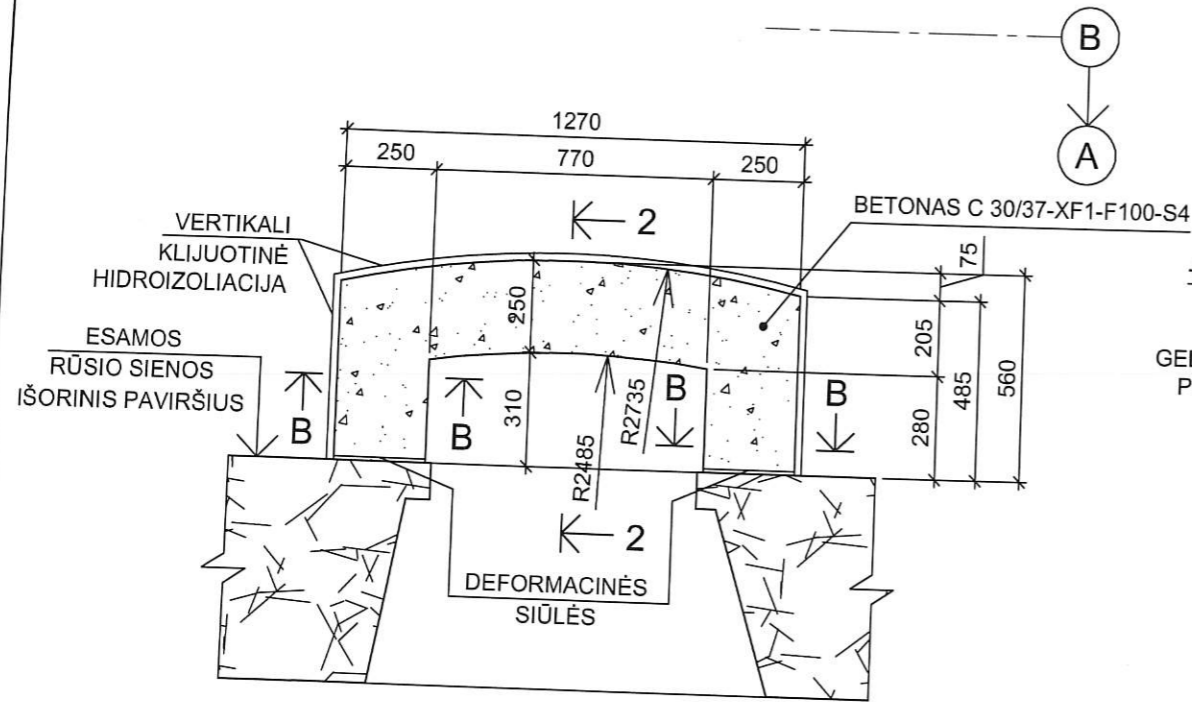 B
A
1270
250
770
250
2
BETONAS C 30/37-XF1-F100-S4
VERTIKALI
KLIJUOTINĖ
HIDROIZOLIACIJA
75
250
205
485
560
ESAMOS
RŪSIO SIENOS
IŠORINIS PAVIRŠIUS
GEI
P
B
B
310
R2485
R2735
B
B
280
2
DEFORMACINĖS
SIŪLĖS